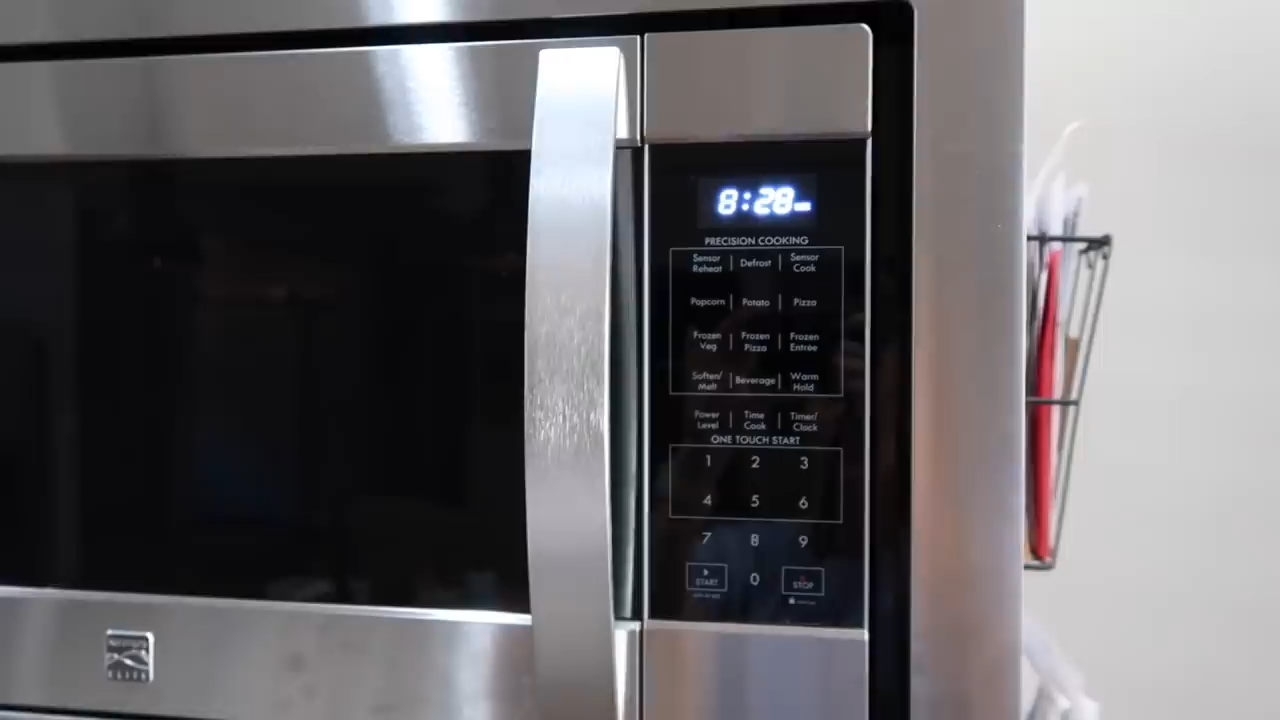 8:28
PRECISION COOKING
Sensor Reheat
Defrost
Sensor Cook
Popcorn
Potato
Pizza
Frozen Veg
Frozen Pizza
Frozen Entrée
Soften/ Melt
Beverage
Warm Hold
Power Level
Time Cook
Timer/ Clock
ONE TOUCH START
1 2 3
4 5 6
7 8 9
START
0
STOP
ELITE